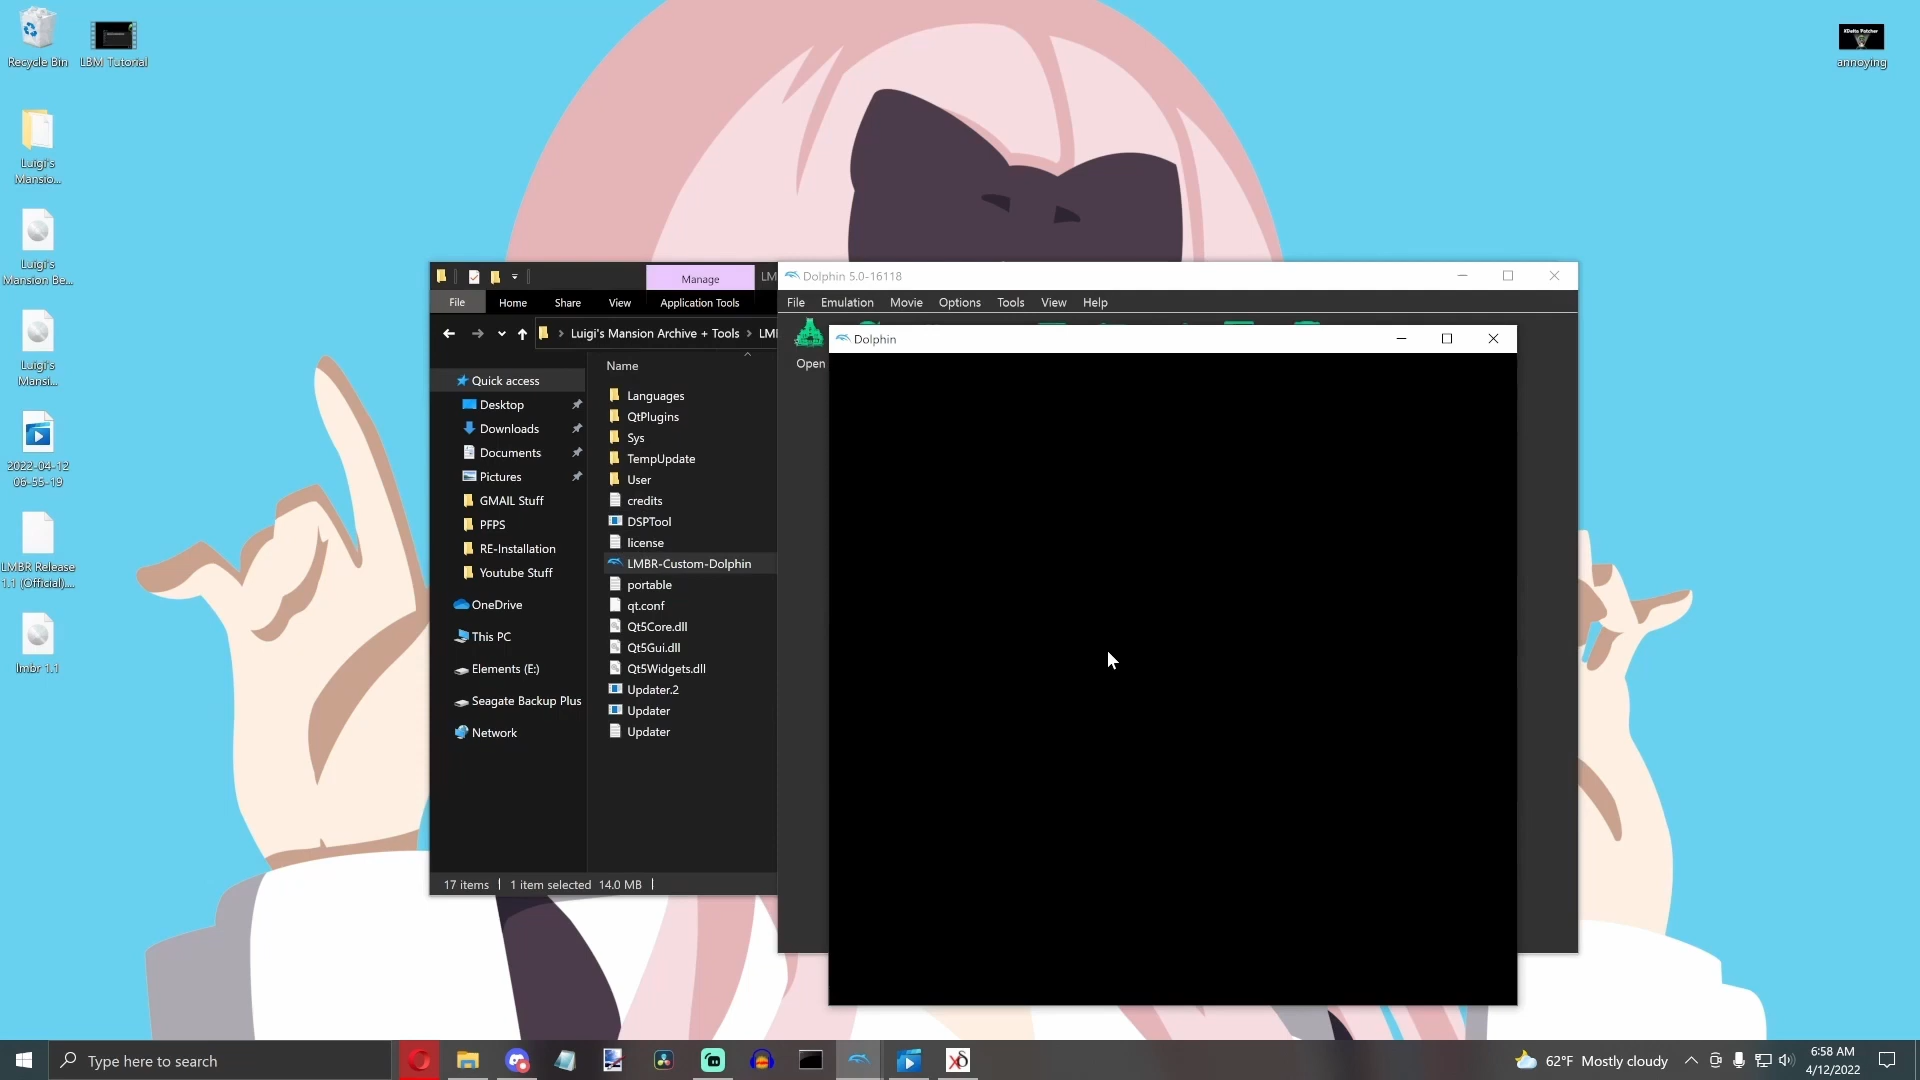 Recycle Bin
LBM Tutorial
Luigi's
Mansio...
Luigi's
Mansion Be...
Luigi's
Mansi...
2022-04-12
06-55-19
LMBR Release
1.1 (Official)....
lmbr 1.1
XDelta Patcher
annoying
Manage
LM
File
Home
Share
View
Application Tools
Luigi's Mansion Archive + Tools
LMI
Name
Quick access
Desktop
Downloads
Documents
Pictures
GMAIL Stuff
PFPS
RE-Installation
Youtube Stuff
OneDrive
This PC
Elements (E:)
Seagate Backup Plus
Network
Languages
QtPlugins
Sys
TempUpdate
User
credits
DSPTool
license
LMBR-Custom-Dolphin
portable
qt.conf
Qt5Core.dll
Qt5Gui.dll
Qt5Widgets.dll
Updater.2
Updater
Updater
17 items
1 item selected 14.0 MB
Dolphin 5.0-16118
File Emulation Movie Options Tools View Help
Open
Dolphin
Type here to search
62°F Mostly cloudy
6:58 AM
4/12/2022